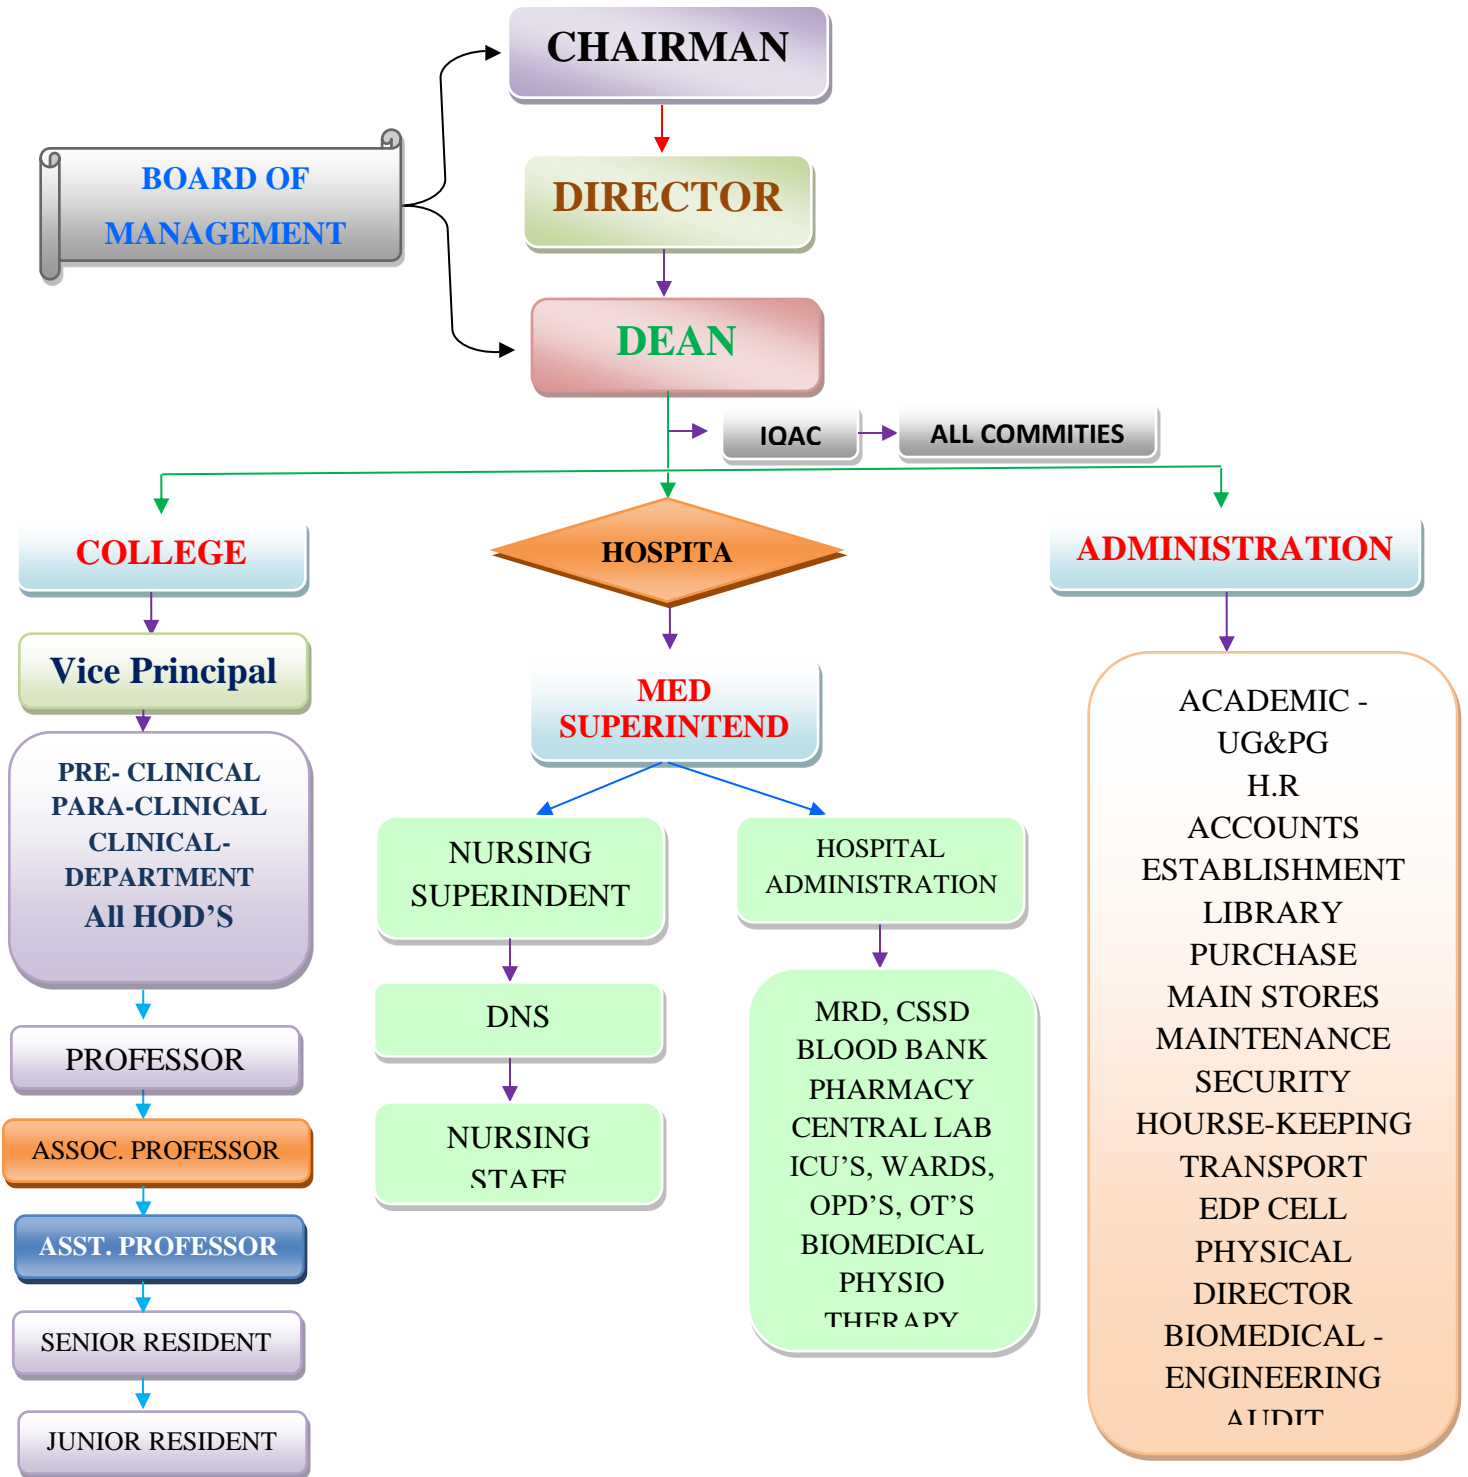 CHAIRMAN
BOARD OF
MANAGEMENT
DIRECTOR
DEAN
IQAC
ALL COMMITIES
COLLEGE
HOSPITA
ADMINISTRATION
Vice Principal
PRE- CLINICAL
PARA-CLINICAL
CLINICAL-
DEPARTMENT
All HOD’S
PROFESSOR
ASSOC. PROFESSOR
ASST. PROFESSOR
SENIOR RESIDENT
JUNIOR RESIDENT
MED
SUPERINTEND
NURSING
SUPERINDENT
DNS
NURSING
STAFF
HOSPITAL
ADMINISTRATION
MRD, CSSD
BLOOD BANK
PHARMACY
CENTRAL LAB
ICU’S, WARDS,
OPD’S, OT’S
BIOMEDICAL
PHYSIO
THERAPY
ACADEMIC -
UG&PG
H.R
ACCOUNTS
ESTABLISHMENT
LIBRARY
PURCHASE
MAIN STORES
MAINTENANCE
SECURITY
HOURSE-KEEPING
TRANSPORT
EDP CELL
PHYSICAL
DIRECTOR
BIOMEDICAL -
ENGINEERING
AUDIT